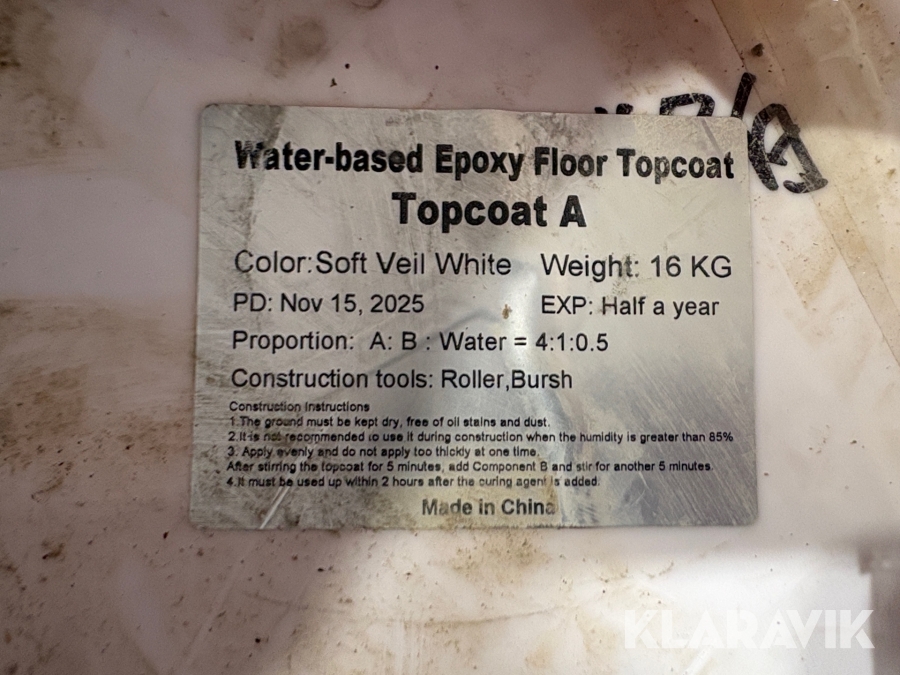 Water-based Epoxy Floor Topcoat
Topcoat A
Color:Soft Veil White Weight: 16 KG
PD: Nov 15, 2025 EXP: Half a year
Proportion: A: B : Water = 4:1:0.5
Construction tools: Roller,Bursh
Construction Instructions
1.The ground must be kept dry, free of oil stains and dust.
2.It is not recommended to use it during construction when the humidity is greater than 85%
3. Apply evenly and do not apply too thickly at one time.
After stirring the topcoat for 5 minutes, add Component B and stir for another 5 minutes.
4.It must be used up within 2 hours after the curing agent is added.
Made in China
KLARAVIK